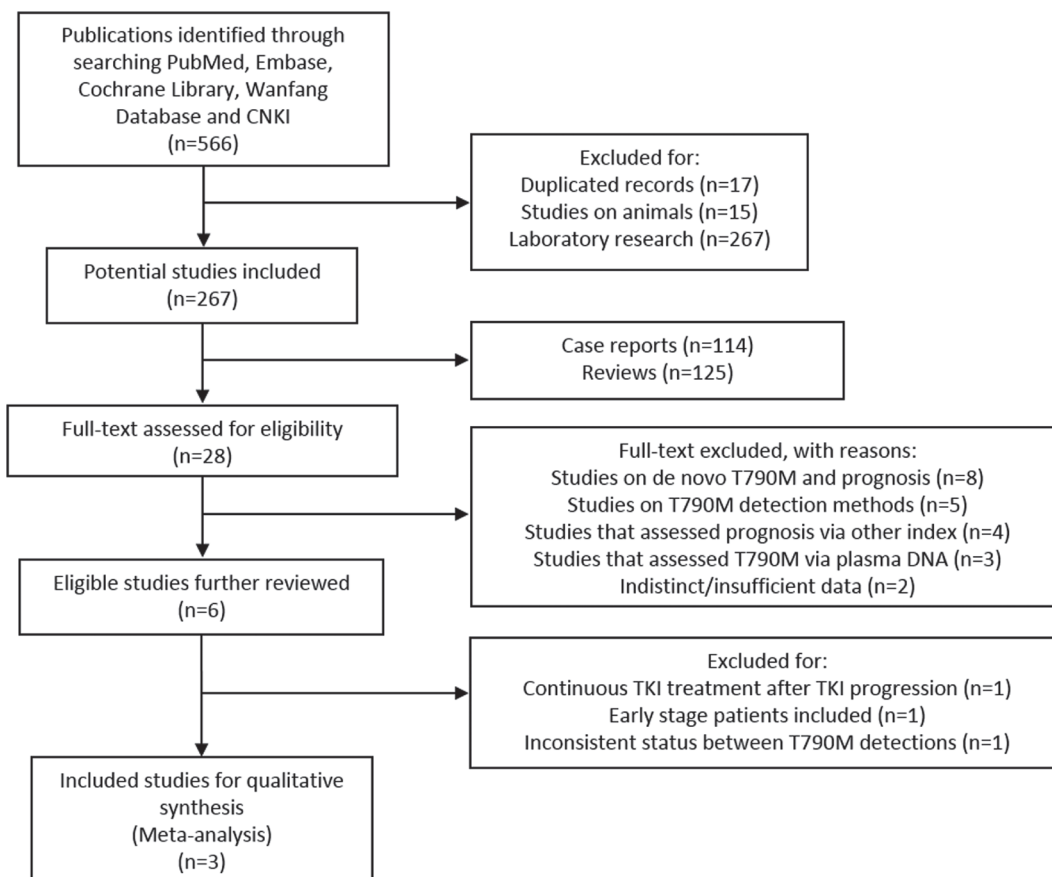 Publications identified through
searching PubMed, Embase,
Cochrane Library, Wanfang
Database and CNKI
(n=566)
Excluded for:
Duplicated records (n=17)
Studies on animals (n=15)
Laboratory research (n=267)
Potential studies included
(n=267)
Case reports (n=114)
Reviews (n=125)
Full-text assessed for eligibility
(n=28)
Full-text excluded, with reasons:
Studies on de novo T790M and prognosis (n=8)
Studies on T790M detection methods (n=5)
Studies that assessed prognosis via other index (n=4)
Studies that assessed T790M via plasma DNA (n=3)
Indistinct/insufficient data (n=2)
Eligible studies further reviewed
(n=6)
Excluded for:
Continuous TKI treatment after TKI progression (n=1)
Early stage patients included (n=1)
Inconsistent status between T790M detections (n=1)
Included studies for qualitative
synthesis
(Meta-analysis)
(n=3)